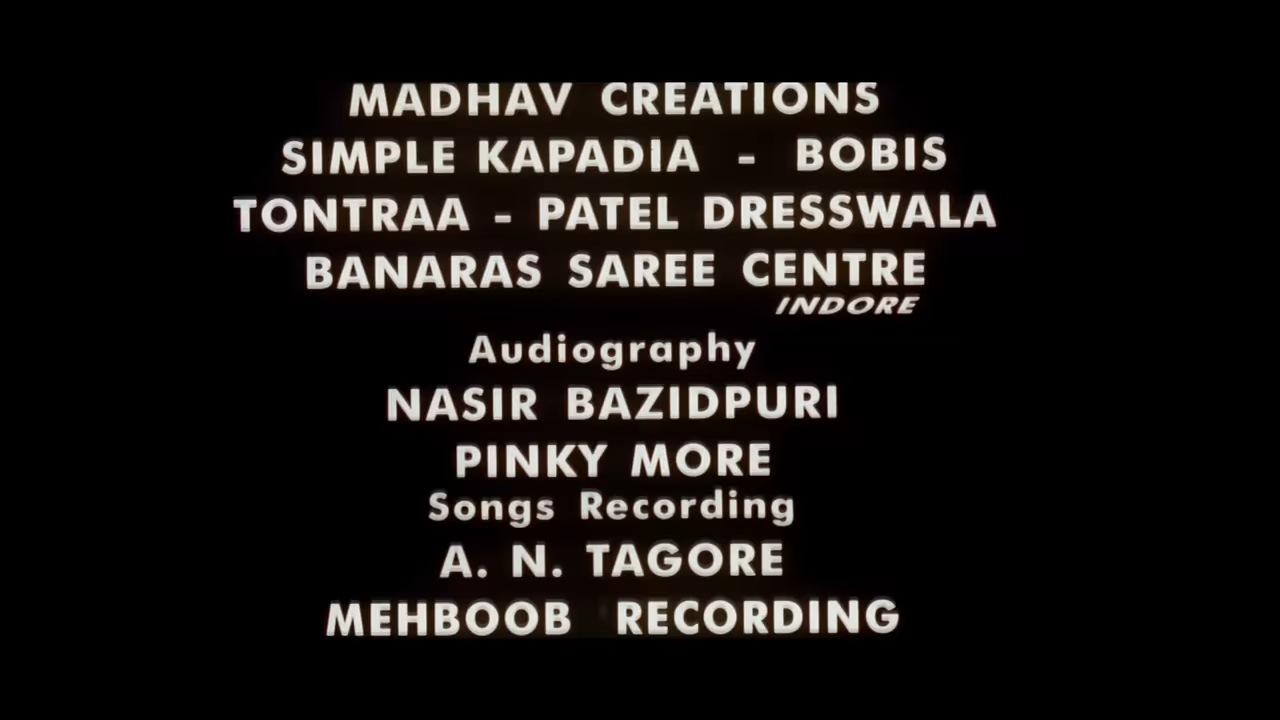 MADHAV CREATIONS
SIMPLE KAPADIA - BOBIS
TONTRAA - PATEL DRESSWALA
BANARAS SAREE CENTRE
INDORE
Audiography
NASIR BAZIDPURI
PINKY MORE
Songs Recording
A. N. TAGORE
MEHBOOB RECORDING